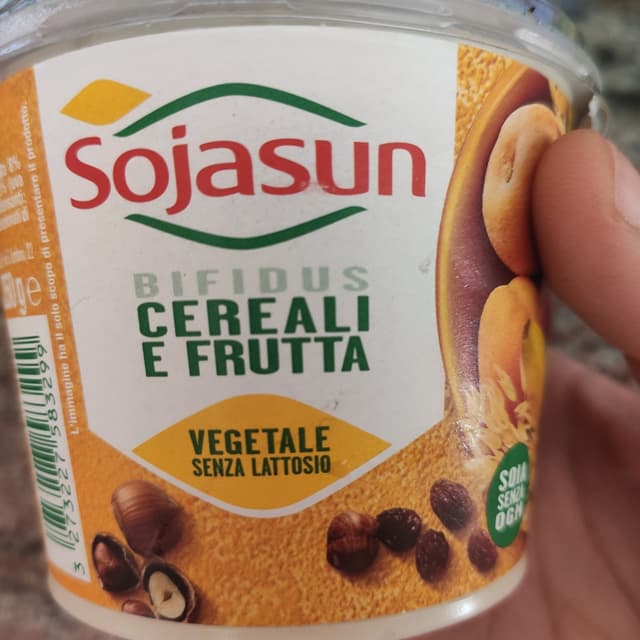 Sojasun
BIFIDUS
CEREALI
E FRUTTA
VEGETALE
SENZA LATTOSIO
SOIA
SENZA
OGM
L'immagine ha il solo scopo di presentare il prodotto.
g e
3 273227 583299